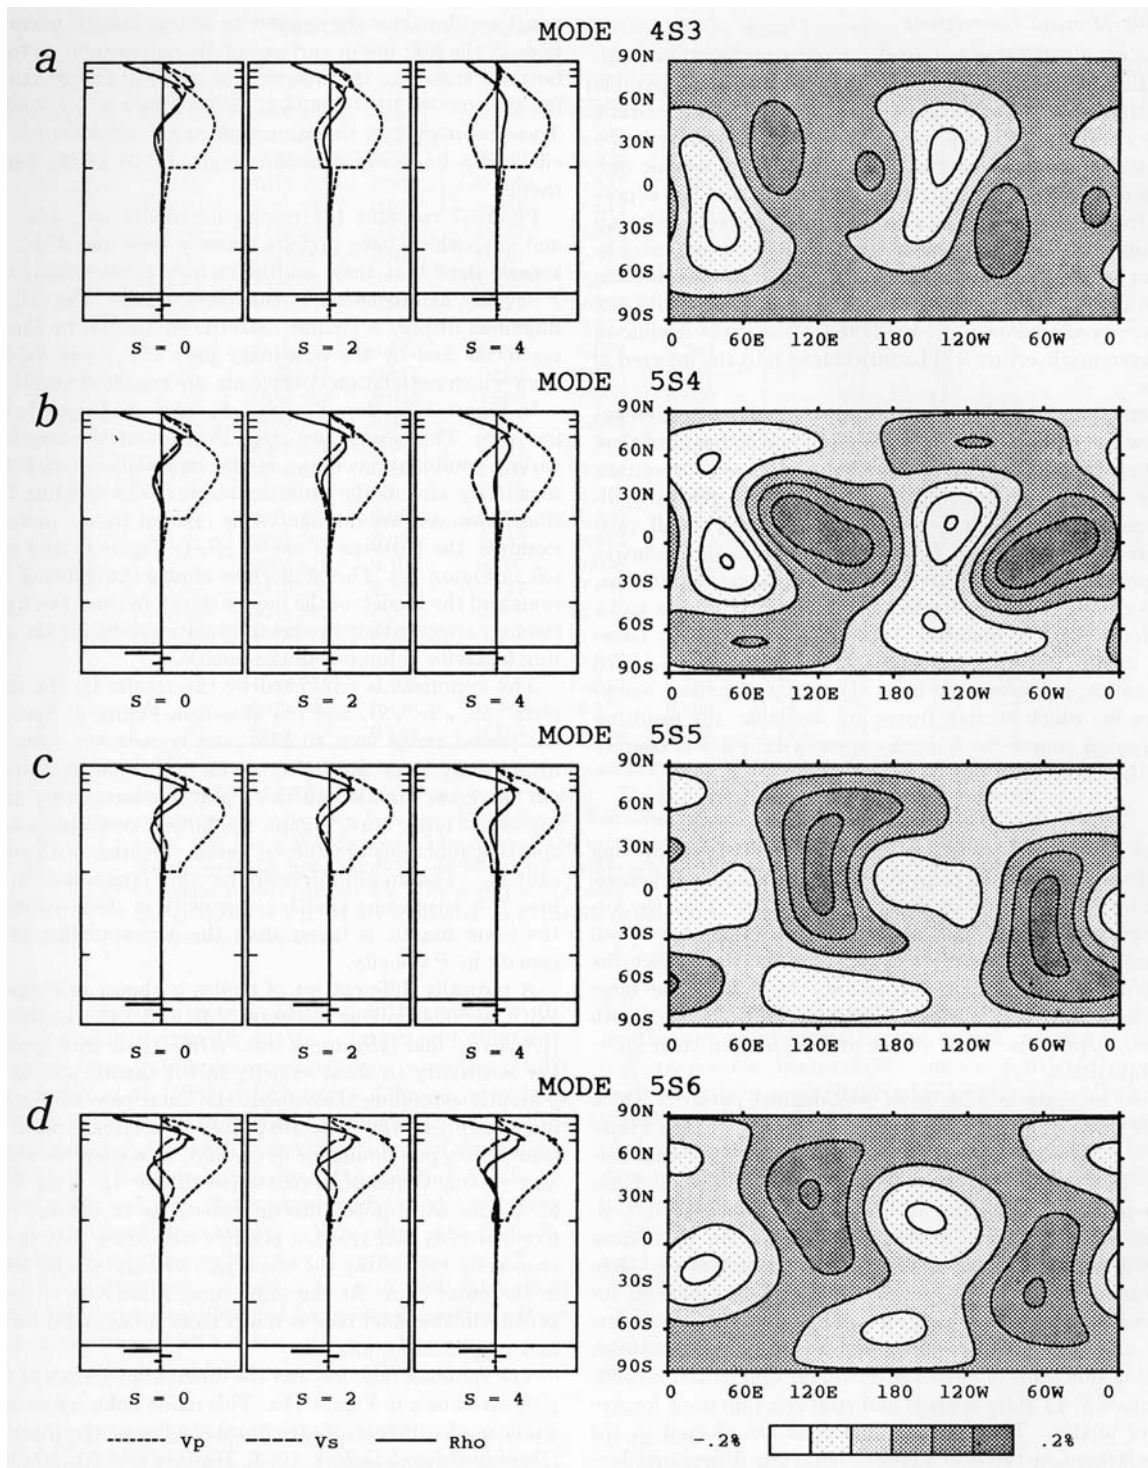 MODE 4S3
a
90N
60N
30N
0
30S
60S
90S
S = 0
S = 2
S = 4
MODE 5S4
b
90N
60N
30N
0
30S
60S
90S
0 60E 120E 180 120W 60W 0
S = 0
S = 2
S = 4
MODE 5S5
c
90N
60N
30N
0
30S
60S
90S
0 60E 120E 180 120W 60W 0
S = 0
S = 2
S = 4
MODE 5S6
d
90N
60N
30N
0
30S
60S
90S
0 60E 120E 180 120W 60W 0
S = 0
S = 2
S = 4
0 60E 120E 180 120W 60W 0
Vp Vs Rho
-.2% .2%